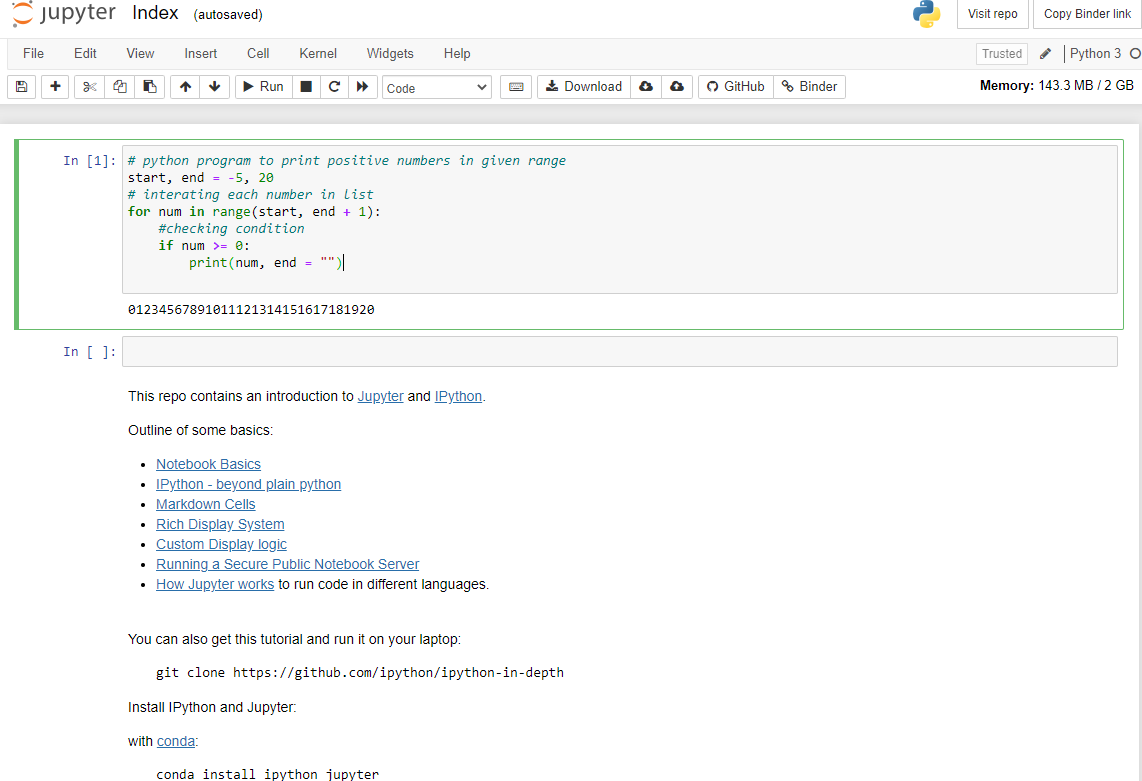 jupyter Index (autosaved)
Visit repo Copy Binder link
File Edit View Insert Cell Kernel Widgets Help
Trusted Python 3
Run Code Download GitHub Binder Memory: 143.3 MB / 2 GB
In [1]: # python program to print positive numbers in given range
start, end = -5, 20
# interating each number in list
for num in range(start, end + 1):
    #checking condition
    if num >= 0:
        print(num, end = "")
01234567891011121314151617181920
In [ ]:
This repo contains an introduction to Jupyter and IPython.
Outline of some basics:
• Notebook Basics
• IPython - beyond plain python
• Markdown Cells
• Rich Display System
• Custom Display logic
• Running a Secure Public Notebook Server
• How Jupyter works to run code in different languages.
You can also get this tutorial and run it on your laptop:
git clone https://github.com/ipython/ipython-in-depth
Install IPython and Jupyter:
with conda:
conda install ipython jupyter